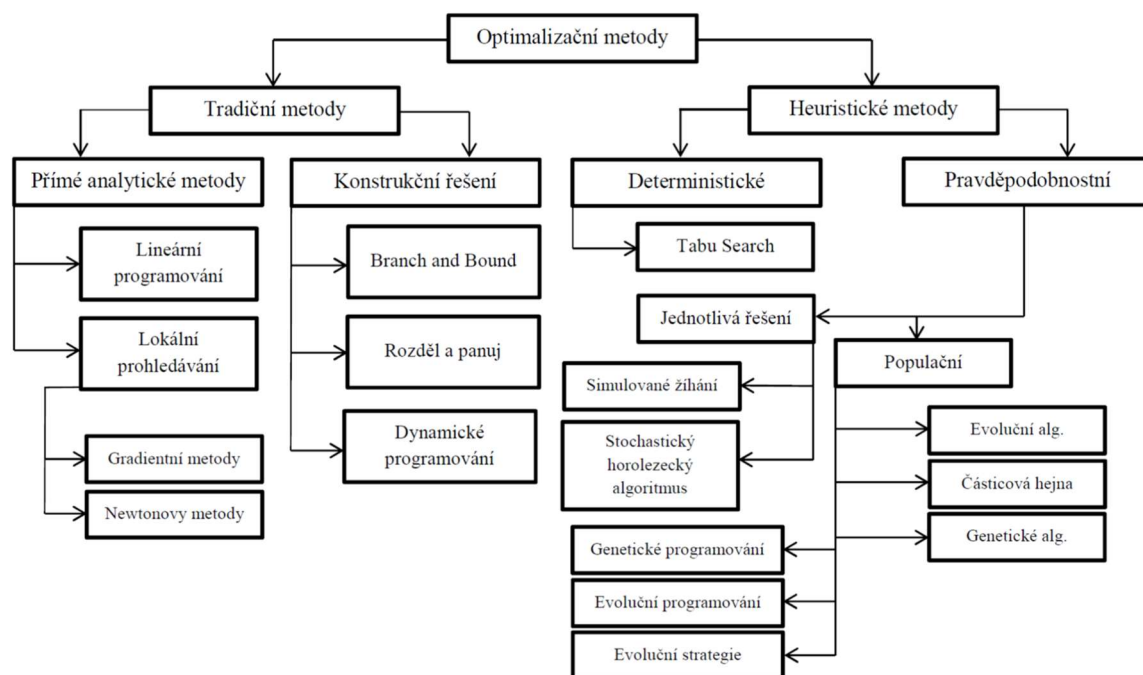 Optimalizační metody
Tradiční metody
Heuristické metody
Přímé analytické metody
Konstrukční řešení
Deterministické
Pravděpodobnostní
Lineární
programování
Branch and Bound
Tabu Search
Lokální
prohledávání
Rozděl a panuj
Jednotlivá řešení
Populační
Simulované žíhání
Gradientní metody
Newtonovy metody
Dynamické
programování
Stochastický
horolezecký
algoritmus
Evoluční alg.
Částicová hejna
Genetické alg.
Genetické programování
Evoluční programování
Evoluční strategie